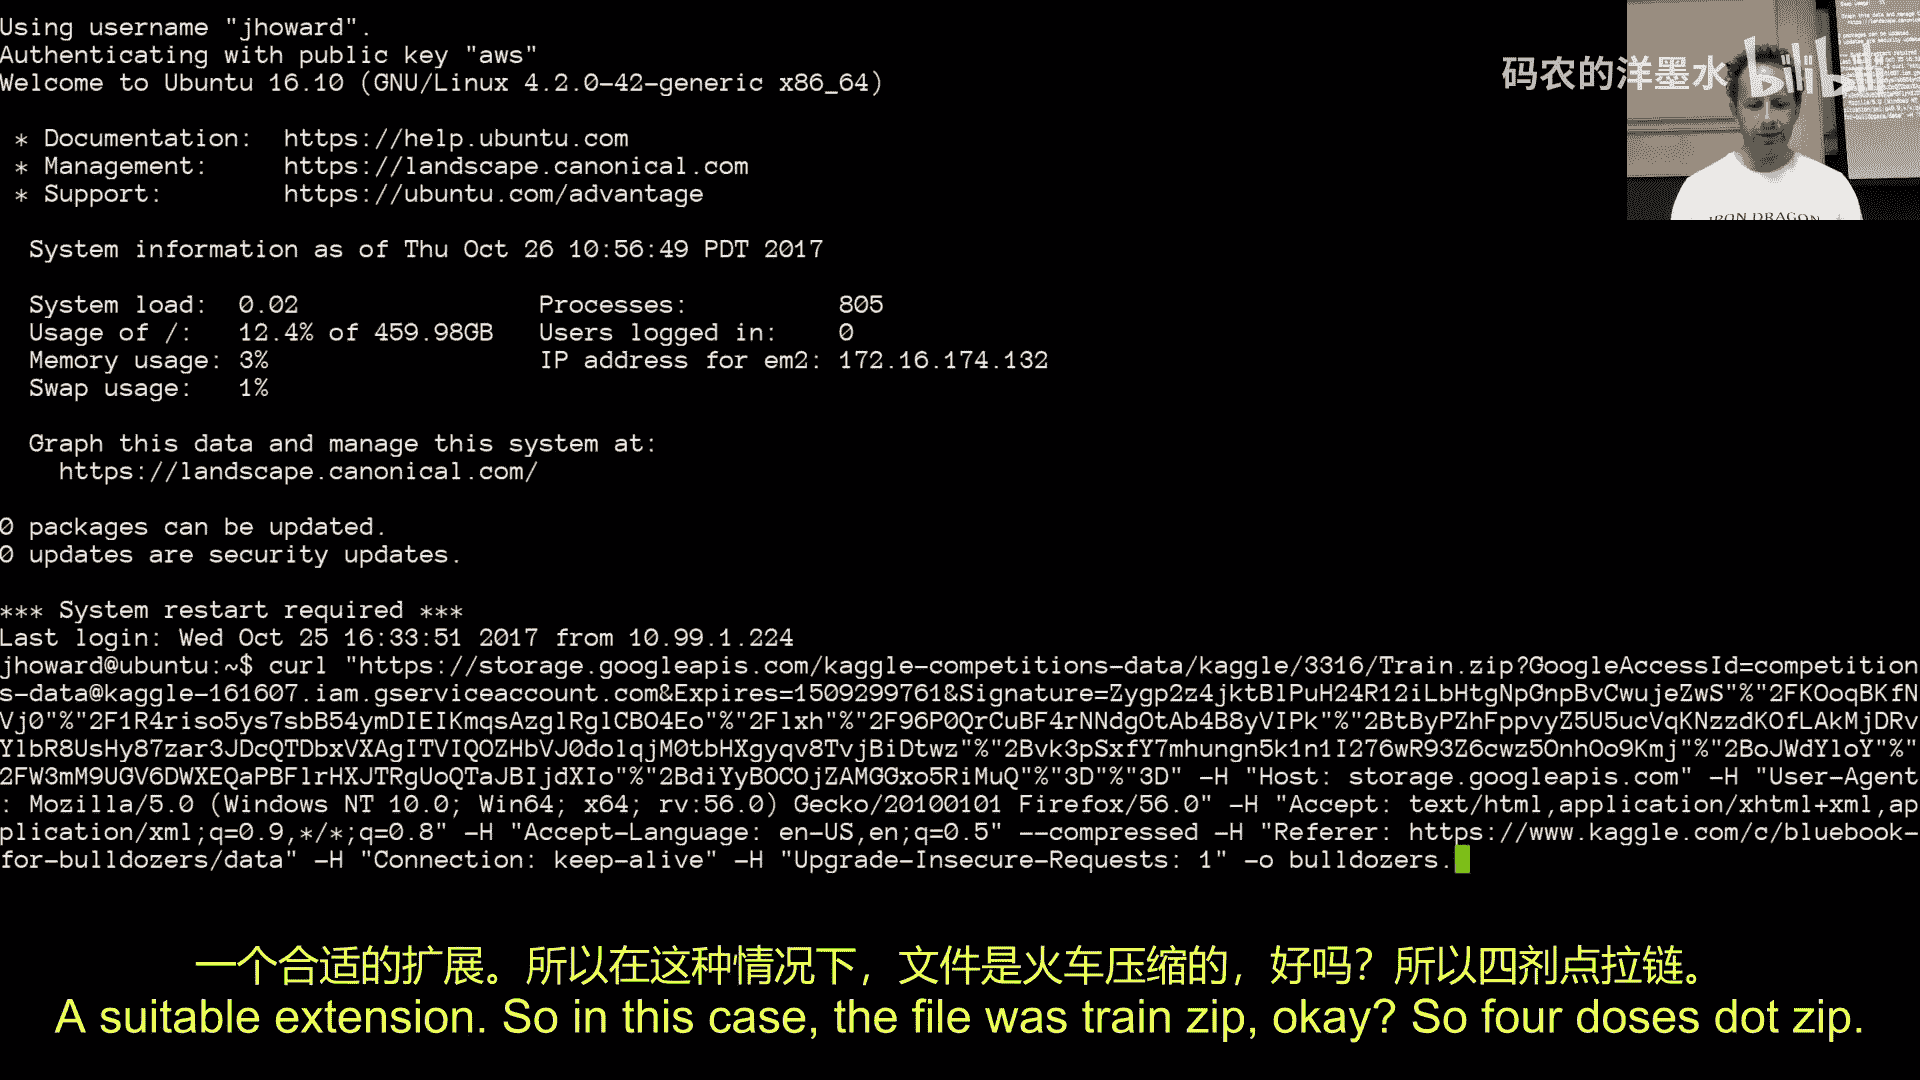 Using username "jhoward".
Authenticating with public key "aws"
Welcome to Ubuntu 16.10 (GNU/Linux 4.2.0-42-generic x86_64)
* Documentation:  https://help.ubuntu.com
* Management:     https://landscape.canonical.com
* Support:        https://ubuntu.com/advantage
System information as of Thu Oct 26 10:56:49 PDT 2017
System load:  0.02                Processes:          805
Usage of /:   12.4% of 459.98GB   Users logged in:    0
Memory usage: 3%                  IP address for em2: 172.16.174.132
Swap usage:   1%
Graph this data and manage this system at:
https://landscape.canonical.com/
0 packages can be updated.
0 updates are security updates.
*** System restart required ***
Last login: Wed Oct 25 16:33:51 2017 from 10.99.1.224
jhoward@ubuntu:~$ curl "https://storage.googleapis.com/kaggle-competitions-data/kaggle/3316/Train.zip?GoogleAccessId=competition
s-data@kaggle-161607.iam.gserviceaccount.com&Expires=1509299761&Signature=Zygp2z4jktBlPuH24R12iLbHtgNpGnpBvCwujeZwS"%"2FKOoqBKfN
Vj0"%"2F1R4riso5ys7sbB54ymDIEIKmqsAzglRglCBO4Eo"%"2Flxh"%"2F96P0QrCuBF4rNNdgOtAb4B8yVIPk"%"2BtByPZhFppvyZ5U5ucVqKNzzdKOfLAkMjDRv
YlbR8UsHy87zar3JDcQTDbxVXAgITVIQOZHbVJ0dolqjM0tbHXgyqv8TvjBiDtwz"%"2Bvk3pSxfY7mhungn5k1n1I276wR93Z6cwz5OnhOo9Kmj"%"2BoJWdYloY"%"
2FW3mM9UGV6DWXEQaPBFlrHXJTRgUoQTaJBIjdXIo"%"2BdiYyBOCOjZAMGGxo5RiMuQ"%"3D"%"3D" -H "Host: storage.googleapis.com" -H "User-Agent
: Mozilla/5.0 (Windows NT 10.0; Win64; x64; rv:56.0) Gecko/20100101 Firefox/56.0" -H "Accept: text/html,application/xhtml+xml,ap
plication/xml;q=0.9,*/*;q=0.8" -H "Accept-Language: en-US,en;q=0.5" --compressed -H "Referer: https://www.kaggle.com/c/bluebook-
for-bulldozers/data" -H "Connection: keep-alive" -H "Upgrade-Insecure-Requests: 1" -o bulldozers.
码农的洋墨水 bilibili
IRON DRAGON
一个合适的扩展。所以在这种情况下，文件是火车压缩的，好吗？所以四剂点拉链。
A suitable extension. So in this case, the file was train zip, okay? So four doses dot zip.